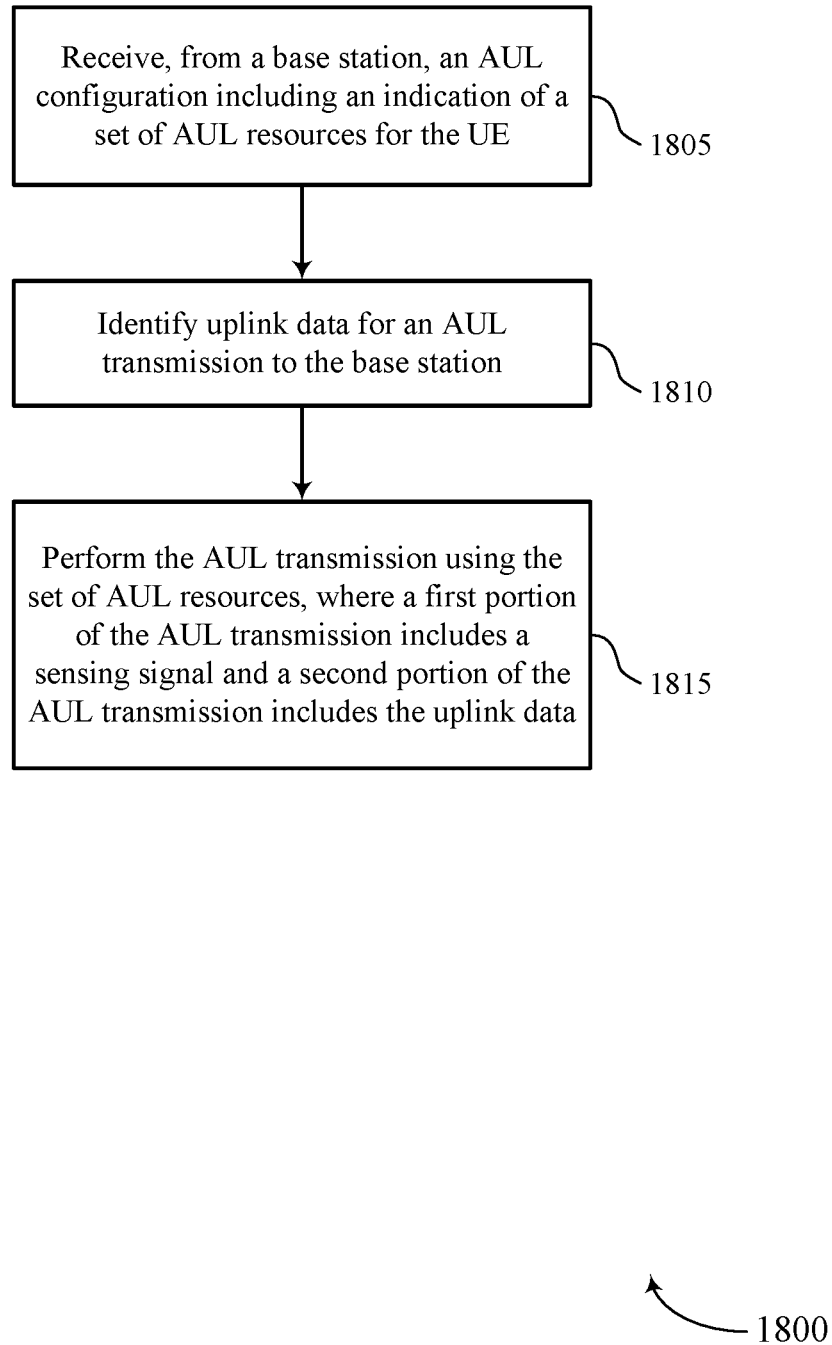 Receive, from a base station, an AUL
configuration including an indication of a
set of AUL resources for the UE
1805
Identify uplink data for an AUL
transmission to the base station
1810
Perform the AUL transmission using the
set of AUL resources, where a first portion
of the AUL transmission includes a
sensing signal and a second portion of the
AUL transmission includes the uplink data
1815
1800